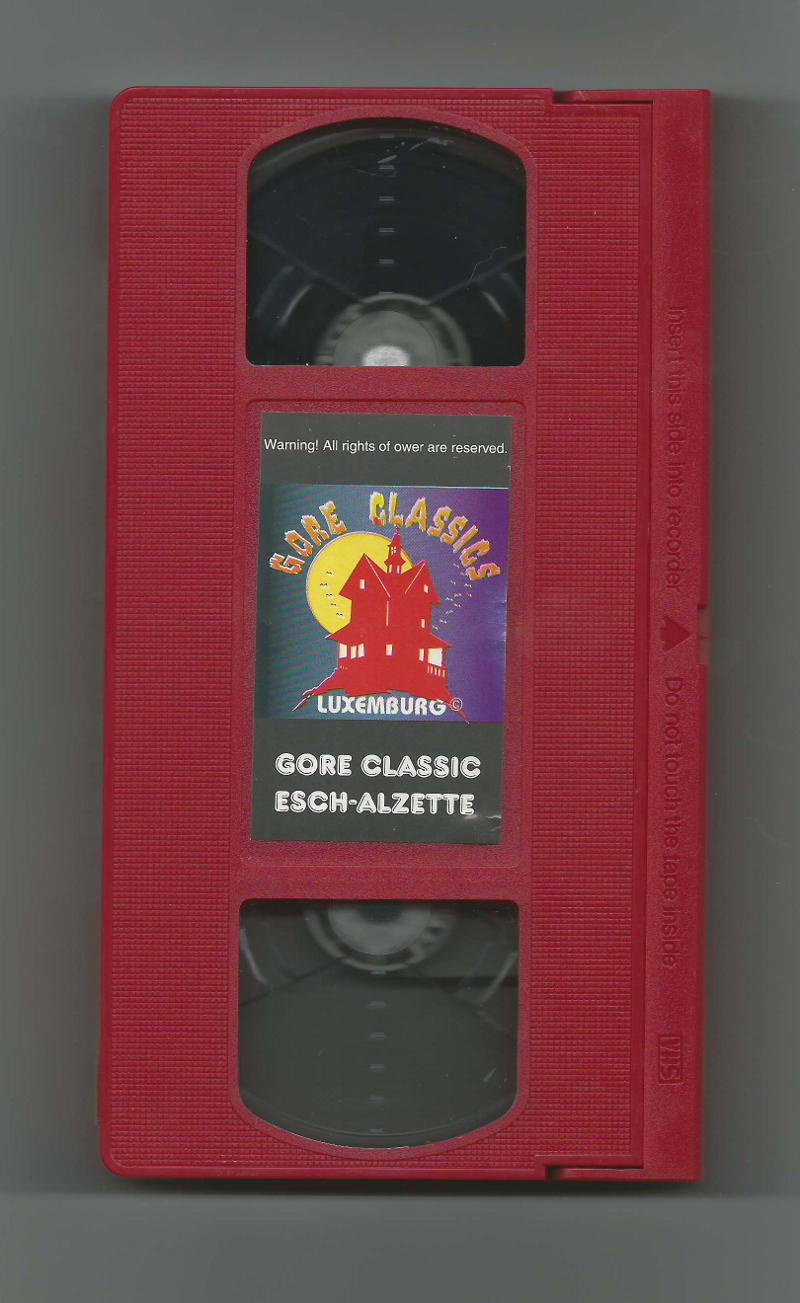 Warning! All rights of ower are reserved.
GORE CLASSICS
LUXEMBURG©
GORE CLASSIC
ESCH-ALZETTE
Insert this side into recorder
Do not touch the tape inside
VHS